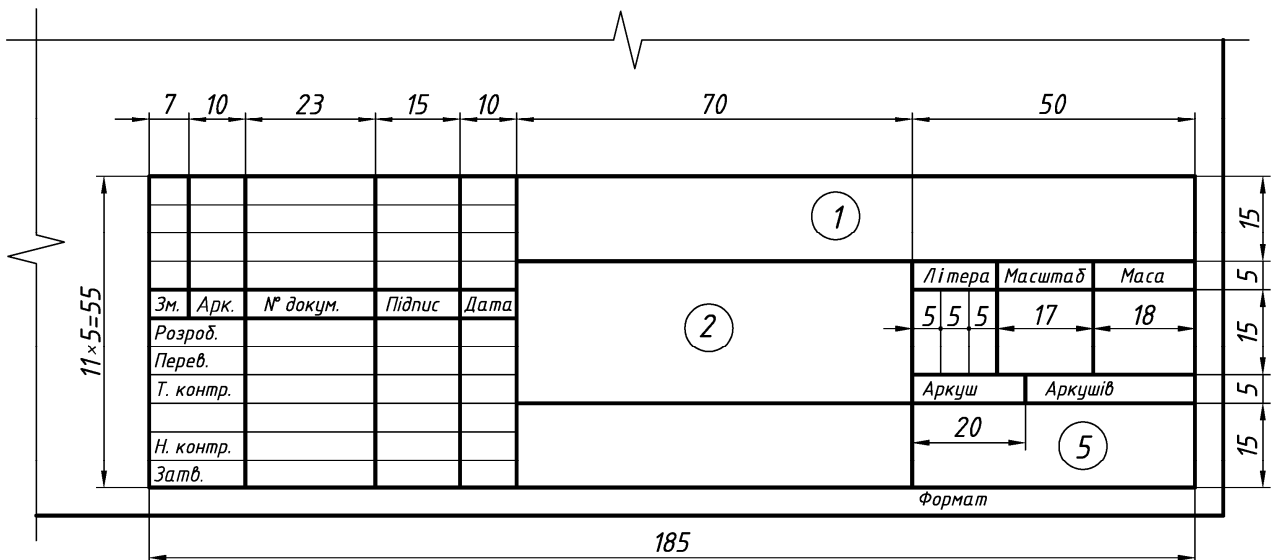 7 10 23 15 10 70 50
1
15
Літера Масштаб Маса
5
Зм. Арк. № докум. Підпис Дата
2
5 5 5 17 18
15
11×5=55
Розроб.
Перев.
Т. контр.
Аркуш Аркушів
5
20
5
15
Н. контр.
Затв.
Формат
185